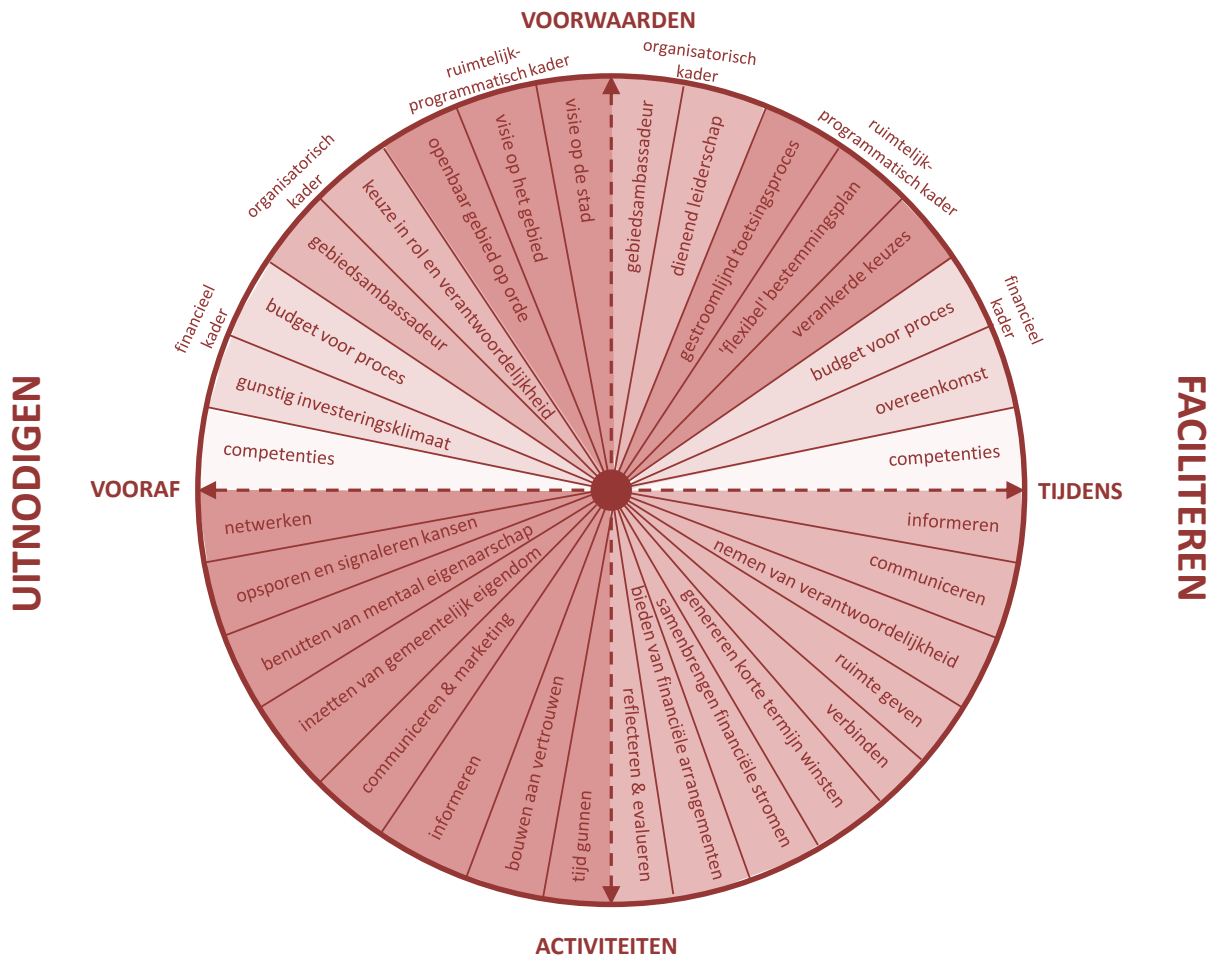 VOORWAARDEN
organisatorisch
kader
ruimtelijk-
programmatisch kader
ruimtelijk-
programmatisch kader
organisatorisch
kader
financieel
kader
financieel
kader
visie op de stad
visie op het gebied
openbaar gebied op orde
keuze in rol en verantwoordelijkheid
gebiedsambassadeur
budget voor proces
gunstig investeringsklimaat
competenties
gebiedsambassadeur
dienend leiderschap
gestroomlijnd toetsingsproces
'flexibel' bestemmingsplan
verankerde keuzes
budget voor proces
overeenkomst
competenties
UITNODIGEN
VOORAF
TIJDENS
FACILITEREN
netwerken
opsporen en signaleren kansen
benutten van mentaal eigenaarschap
inzetten van gemeentelijk eigendom
communiceren & marketing
informeren
bouwen aan vertrouwen
tijd gunnen
informeren
communiceren
nemen van verantwoordelijkheid
ruimte geven
verbinden
genereren korte termijn winsten
samenbrengen financiële stromen
bieden van financiële arrangementen
reflecteren & evalueren
ACTIVITEITEN